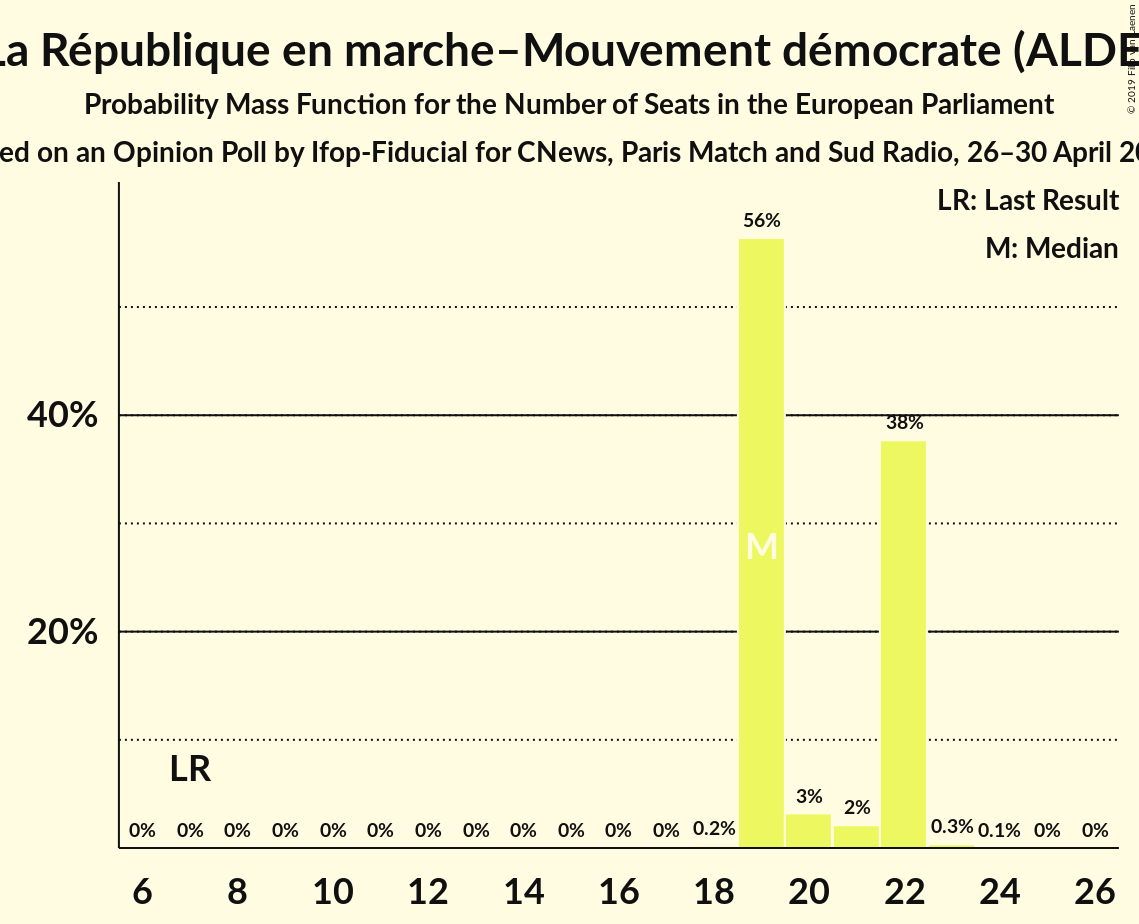 La République en marche–Mouvement démocrate (ALDE
Probability Mass Function for the Number of Seats in the European Parliament
ed on an Opinion Poll by Ifop-Fiducial for CNews, Paris Match and Sud Radio, 26–30 April 20
LR: Last Result
M: Median
56%
40%
38%
M
20%
LR
3%
2%
0% 0% 0% 0% 0% 0% 0% 0% 0% 0% 0% 0% 0.2% 0.3% 0.1% 0% 0%
6 8 10 12 14 16 18 20 22 24 26
© 2019